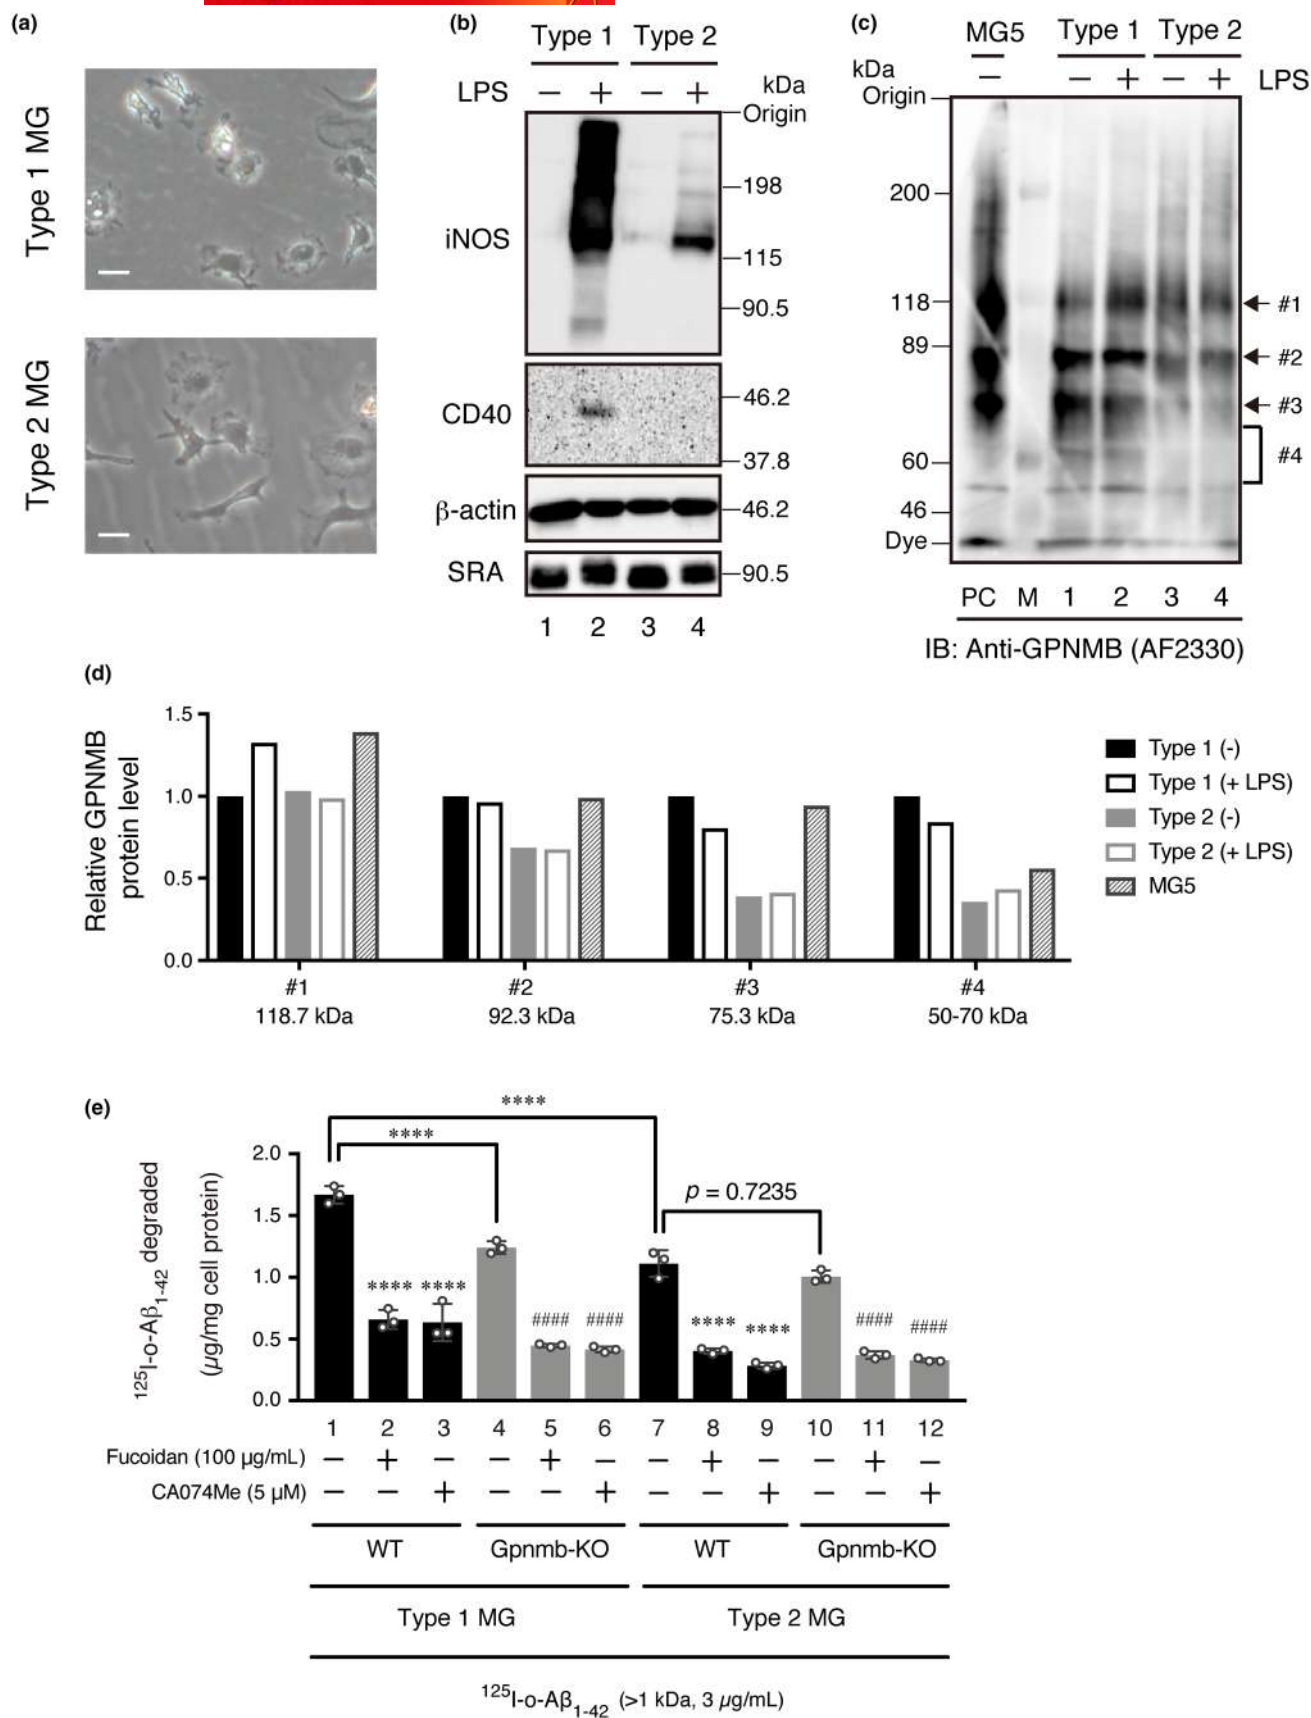 (a)
Type 1 MG
Type 2 MG
(b)
Type 1 Type 2
LPS − + − + kDa
Origin
198
iNOS
115
90.5
46.2
CD40
37.8
β-actin 46.2
SRA 90.5
1 2 3 4
(c)
MG5 Type 1 Type 2
kDa − − + − + LPS
Origin
200
118 #1
89 #2
#3
60 #4
46
Dye
PC M 1 2 3 4
IB: Anti-GPNMB (AF2330)
(d)
Relative GPNMB
protein level
1.5
1.0
0.5
0.0
#1 #2 #3 #4
118.7 kDa 92.3 kDa 75.3 kDa 50-70 kDa
Type 1 (-)
Type 1 (+ LPS)
Type 2 (-)
Type 2 (+ LPS)
MG5
(e)
¹²⁵I-o-Aβ₁₋₄₂ degraded
(µg/mg cell protein)
****
****
p = 0.7235
2.0
1.5
1.0
0.5
0.0
**** **** #### #### **** **** #### ####
1 2 3 4 5 6 7 8 9 10 11 12
Fucoidan (100 µg/mL) − + − − + − − + − − + −
CA074Me (5 µM) − − + − − + − − + − − +
WT Gpnmb-KO WT Gpnmb-KO
Type 1 MG Type 2 MG
¹²⁵I-o-Aβ₁₋₄₂ (>1 kDa, 3 µg/mL)